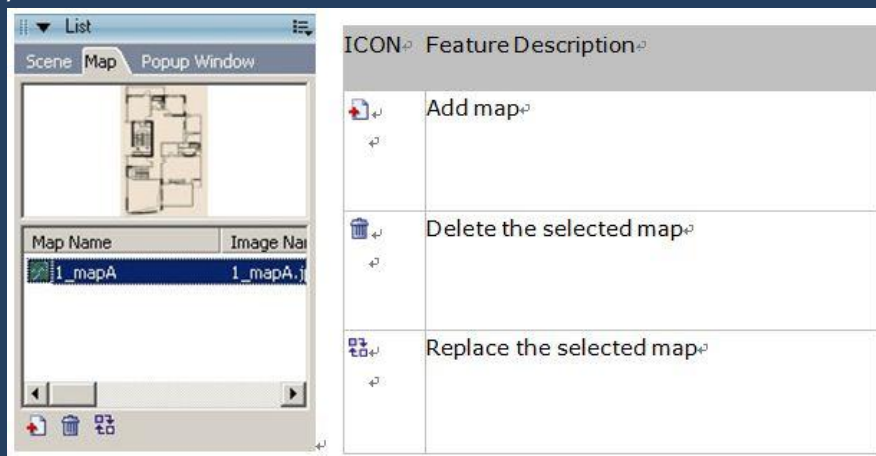 List
Scene Map Popup Window
Map Name Image Nar
1_mapA 1_mapA.j
ICON Feature Description
Add map
Delete the selected map
Replace the selected map